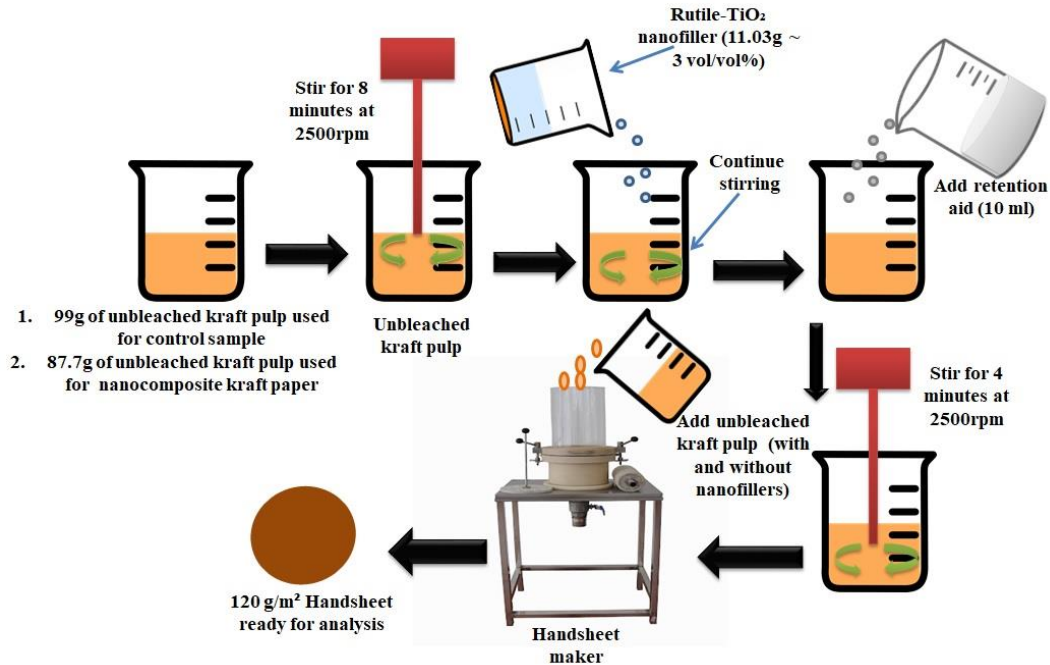 Rutile-TiO₂
nanofiller (11.03g ~
3 vol/vol%)
Stir for 8
minutes at
2500rpm
Continue
stirring
Add retention
aid (10 ml)
1. 99g of unbleached kraft pulp used
for control sample
2. 87.7g of unbleached kraft pulp used
for nanocomposite kraft paper
Unbleached
kraft pulp
Stir for 4
minutes at
2500rpm
Add unbleached
kraft pulp (with
and without
nanofillers)
120 g/m² Handsheet
ready for analysis
Handsheet
maker